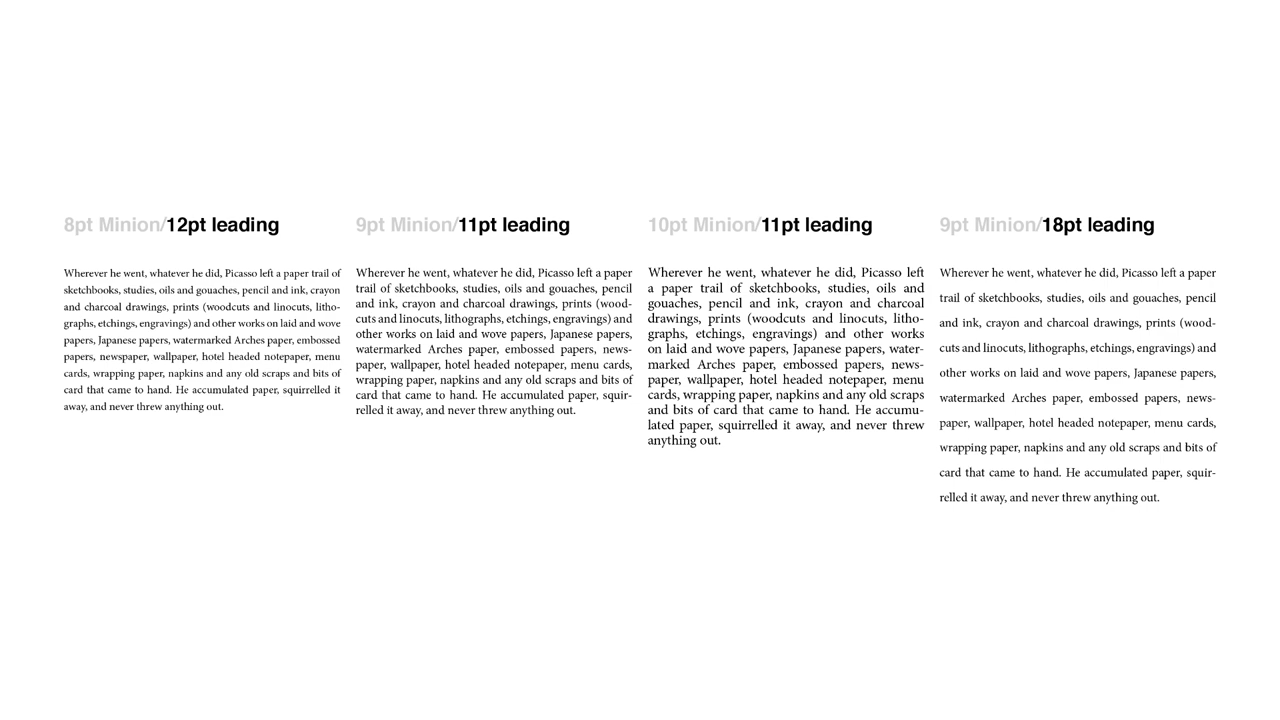 8pt Minion/12pt leading
Wherever he went, whatever he did, Picasso left a paper trail of
sketchbooks, studies, oils and gouaches, pencil and ink, crayon
and charcoal drawings, prints (woodcuts and linocuts, litho-
graphs, etchings, engravings) and other works on laid and wove
papers, Japanese papers, watermarked Arches paper, embossed
papers, newspaper, wallpaper, hotel headed notepaper, menu
cards, wrapping paper, napkins and any old scraps and bits of
card that came to hand. He accumulated paper, squirrelled it
away, and never threw anything out.
9pt Minion/11pt leading
Wherever he went, whatever he did, Picasso left a paper
trail of sketchbooks, studies, oils and gouaches, pencil
and ink, crayon and charcoal drawings, prints (wood-
cuts and linocuts, lithographs, etchings, engravings) and
other works on laid and wove papers, Japanese papers,
watermarked Arches paper, embossed papers, news-
paper, wallpaper, hotel headed notepaper, menu cards,
wrapping paper, napkins and any old scraps and bits of
card that came to hand. He accumulated paper, squir-
relled it away, and never threw anything out.
10pt Minion/11pt leading
Wherever he went, whatever he did, Picasso left
a paper trail of sketchbooks, studies, oils and
gouaches, pencil and ink, crayon and charcoal
drawings, prints (woodcuts and linocuts, litho-
graphs, etchings, engravings) and other works
on laid and wove papers, Japanese papers, water-
marked Arches paper, embossed papers, news-
paper, wallpaper, hotel headed notepaper, menu
cards, wrapping paper, napkins and any old scraps
and bits of card that came to hand. He accumu-
lated paper, squirrelled it away, and never threw
anything out.
9pt Minion/18pt leading
Wherever he went, whatever he did, Picasso left a paper
trail of sketchbooks, studies, oils and gouaches, pencil
and ink, crayon and charcoal drawings, prints (wood-
cuts and linocuts, lithographs, etchings, engravings) and
other works on laid and wove papers, Japanese papers,
watermarked Arches paper, embossed papers, news-
paper, wallpaper, hotel headed notepaper, menu cards,
wrapping paper, napkins and any old scraps and bits of
card that came to hand. He accumulated paper, squir-
relled it away, and never threw anything out.